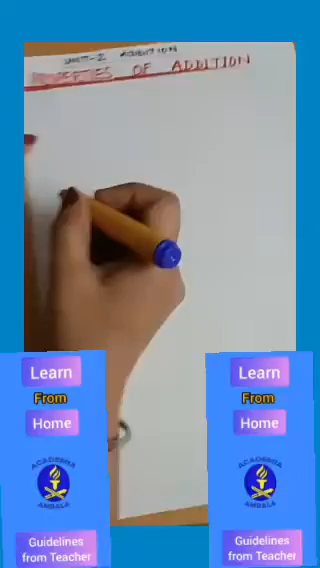 UNIT-2 ADDITION
PROPERTIES OF ADDITION
Learn
From
Home
ACADEMIA
AMBALA
Guidelines
from Teacher
Learn
From
Home
ACADEMIA
AMBALA
Guidelines
from Teacher